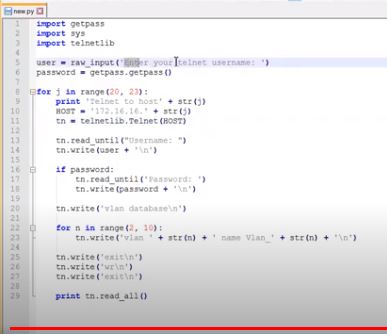 new.py
1 import getpass
2 import sys
3 import telnetlib
4
5 user = raw_input('Enter your telnet username: ')
6 password = getpass.getpass()
7
8 for j in range(20, 23):
9     print 'Telnet to host' + str(j)
10     HOST = '172.16.16.' + str(j)
11     tn = telnetlib.Telnet(HOST)
12
13     tn.read_until("Username: ")
14     tn.write(user + '\n')
15
16     if password:
17         tn.read_until('Password: ')
18         tn.write(password + '\n')
19
20     tn.write('vlan database\n')
21
22     for n in range(2, 10):
23         tn.write('vlan ' + str(n) + ' name Vlan_' + str(n) + '\n')
24
25     tn.write('exit\n')
26     tn.write('wr\n')
27     tn.write('exit\n')
28
29     print tn.read_all()